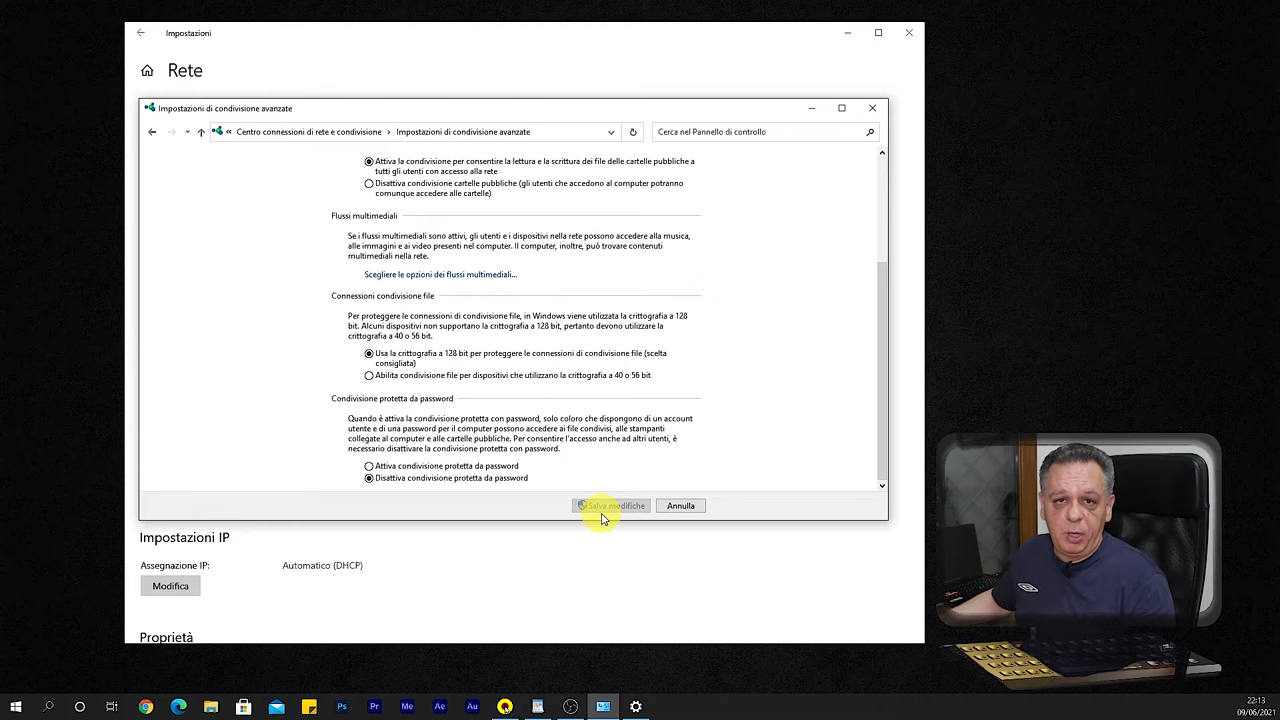 Impostazioni
Rete
Impostazioni di condivisione avanzate
Centro connessioni di rete e condivisione
Impostazioni di condivisione avanzate
Cerca nel Pannello di controllo
Attiva la condivisione per consentire la lettura e la scrittura dei file delle cartelle pubbliche a
tutti gli utenti con accesso alla rete
Disattiva condivisione cartelle pubbliche (gli utenti che accedono al computer potranno
comunque accedere alle cartelle)
Flussi multimediali
Se i flussi multimediali sono attivi, gli utenti e i dispositivi nella rete possono accedere alla musica,
alle immagini e ai video presenti nel computer. Il computer, inoltre, può trovare contenuti
multimediali nella rete.
Scegliere le opzioni dei flussi multimediali...
Connessioni condivisione file
Per proteggere le connessioni di condivisione file, in Windows viene utilizzata la crittografia a 128
bit. Alcuni dispositivi non supportano la crittografia a 128 bit, pertanto devono utilizzare la
crittografia a 40 o 56 bit.
Usa la crittografia a 128 bit per proteggere le connessioni di condivisione file (scelta
consigliata)
Abilita condivisione file per dispositivi che utilizzano la crittografia a 40 o 56 bit
Condivisione protetta da password
Quando è attiva la condivisione protetta con password, solo coloro che dispongono di un account
utente e di una password per il computer possono accedere ai file condivisi, alle stampanti
collegate al computer e alle cartelle pubbliche. Per consentire l'accesso anche ad altri utenti, è
necessario disattivare la condivisione protetta con password.
Attiva condivisione protetta da password
Disattiva condivisione protetta da password
Salva modifiche
Annulla
Impostazioni IP
Assegnazione IP:
Automatico (DHCP)
Modifica
Proprietà
Ps
Pr
Me
Ae
Au
22:13
09/06/2021